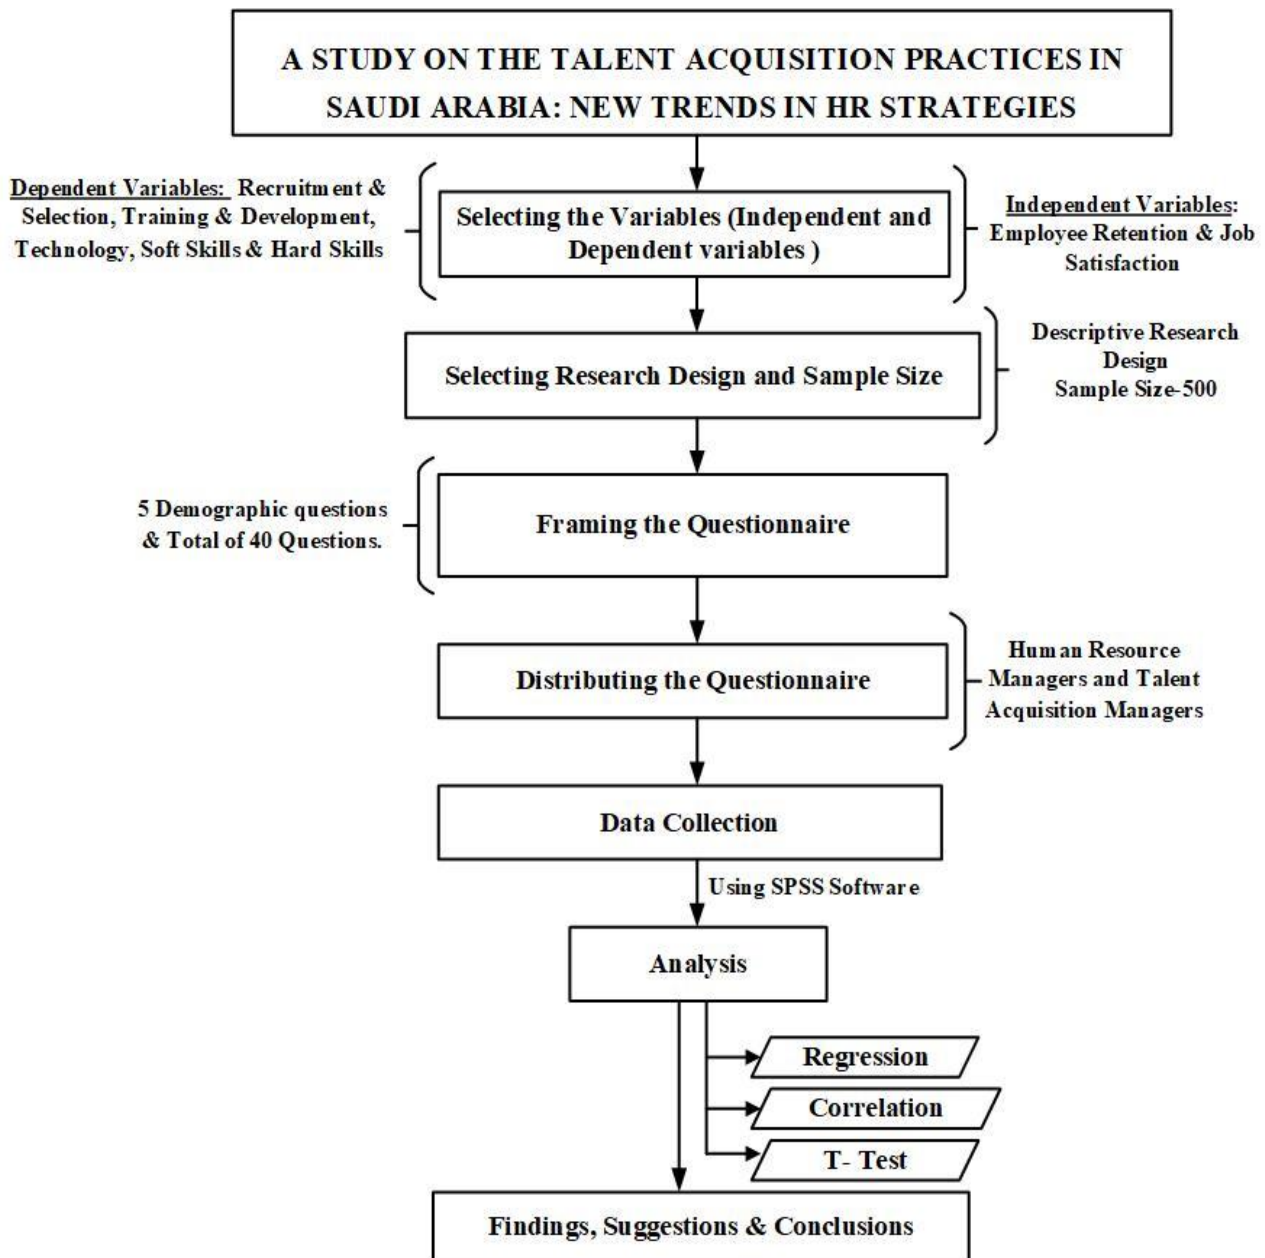 A STUDY ON THE TALENT ACQUISITION PRACTICES IN
SAUDI ARABIA: NEW TRENDS IN HR STRATEGIES
Dependent Variables: Recruitment &
Selection, Training & Development,
Technology, Soft Skills & Hard Skills
Selecting the Variables (Independent and
Dependent variables )
Independent Variables:
Employee Retention & Job
Satisfaction
Selecting Research Design and Sample Size
Descriptive Research
Design
Sample Size-500
5 Demographic questions
& Total of 40 Questions.
Framing the Questionnaire
Distributing the Questionnaire
Human Resource
Managers and Talent
Acquisition Managers
Data Collection
Using SPSS Software
Analysis
Regression
Correlation
T- Test
Findings, Suggestions & Conclusions